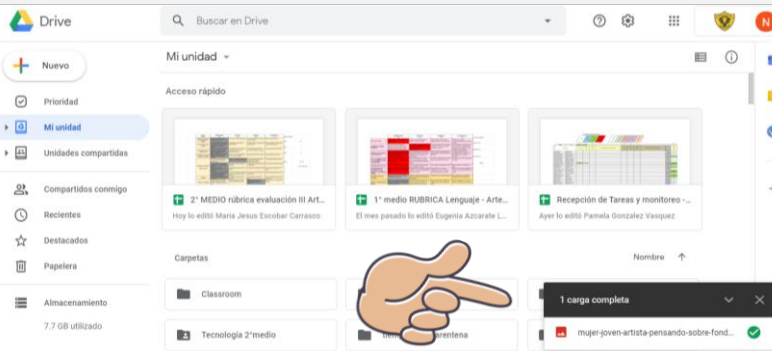 Drive
Buscar en Drive
N
Nuevo
Mi unidad
Acceso rápido
Prioridad
Mi unidad
Unidades compartidas
Compartidos conmigo
Recientes
Destacados
Papelera
Almacenamiento
7.7 GB utilizado
2° MEDIO rúbrica evaluación III Art...
Hoy lo editó Maria Jesus Escobar Carrasco
1° medio RUBRICA Lenguaje - Arte...
El mes pasado lo editó Eugenia Azcarate L...
Recepción de Tareas y monitoreo -...
Ayer lo editó Pamela Gonzalez Vasquez
Carpetas
Nombre
Classroom
Tecnología 2°medio
1 carga completa
mujer-joven-artista-pensando-sobre-fond...